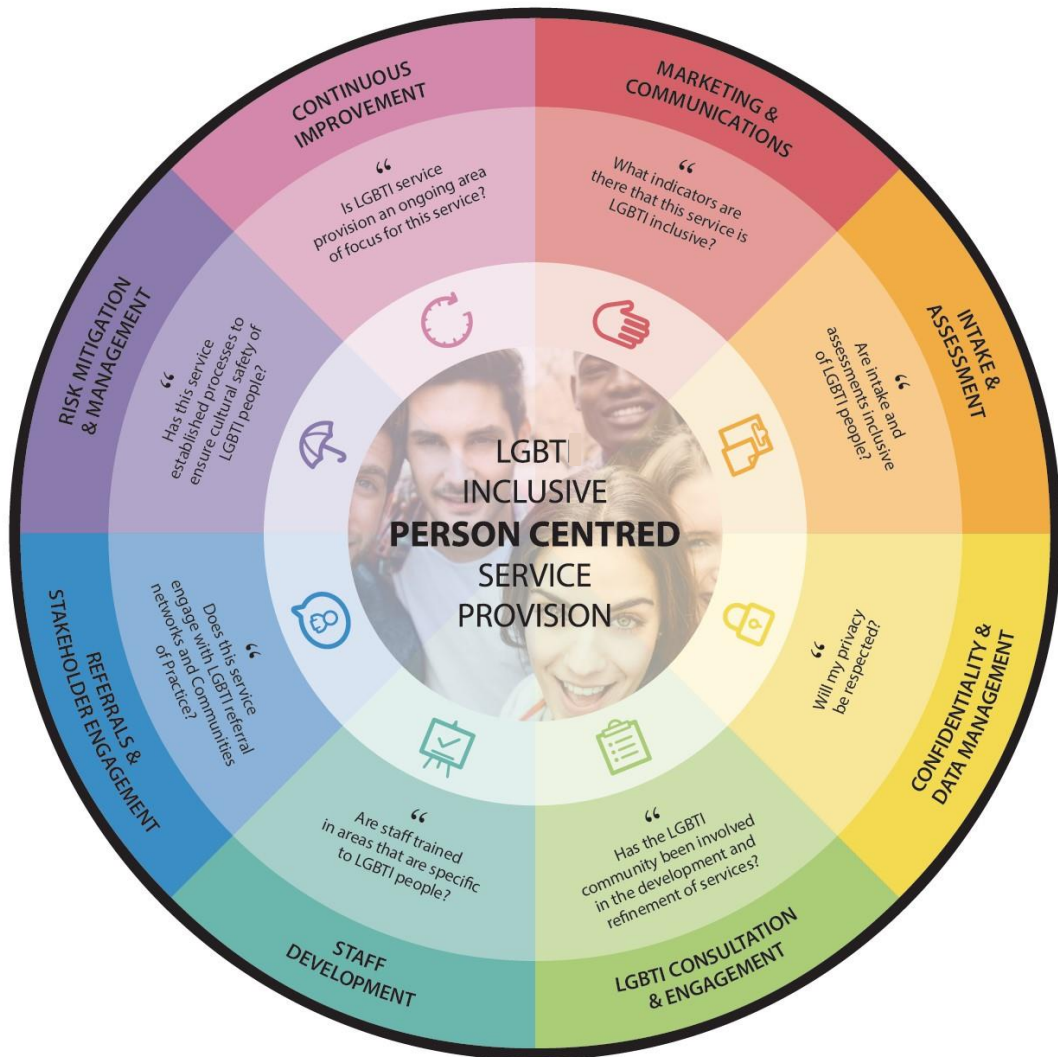 LGBTI
INCLUSIVE
PERSON CENTRED
SERVICE
PROVISION
MARKETING &
COMMUNICATIONS
“
What indicators are
there that this service is
LGBTI inclusive?
INTAKE &
ASSESSMENT
“
Are intake and
assessments inclusive
of LGBTI people?
CONFIDENTIALITY &
DATA MANAGEMENT
“
Will my privacy
be respected?
LGBTI CONSULTATION
& ENGAGEMENT
“
Has the LGBTI
community been involved
in the development and
refinement of services?
STAFF
DEVELOPMENT
“
Are staff trained
in areas that are specific
to LGBTI people?
REFERRALS &
STAKEHOLDER ENGAGEMENT
“
Does this service
engage with LGBTI referral
networks and Communities
of Practice?
RISK MITIGATION
& MANAGEMENT
“
Has this service
established processes to
ensure cultural safety of
LGBTI people?
CONTINUOUS
IMPROVEMENT
“
Is LGBTI service
provision an ongoing area
of focus for this service?